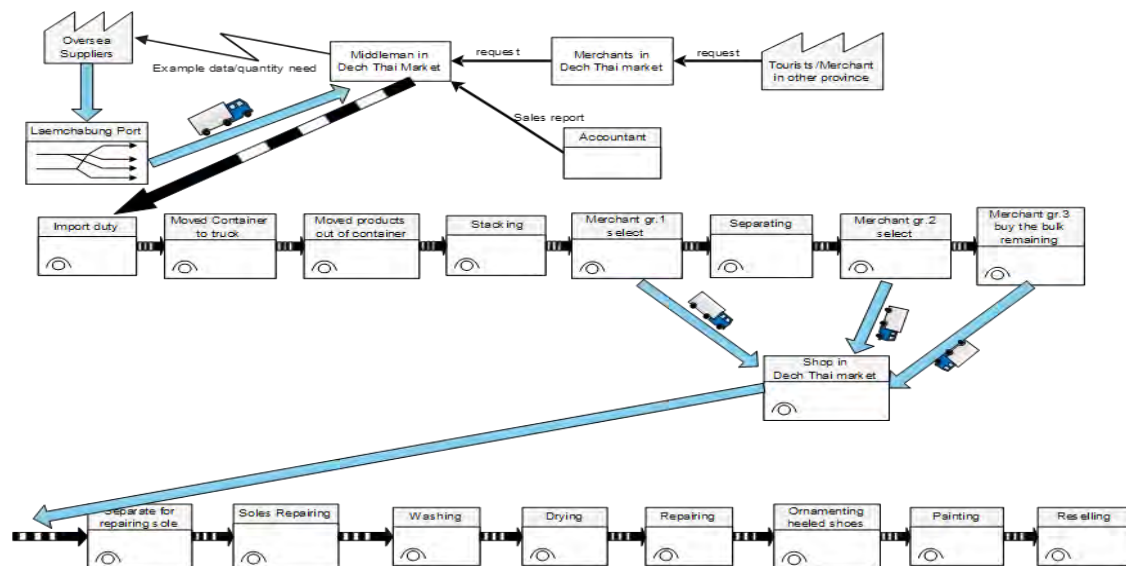 Oversea
Suppliers
Example data/quantity need
Middleman in
Dech Thai Market
request
Merchants in
Dech Thai market
request
Tourists/Merchant
in other province
Laemchabung Port
Sales report
Accountant
Import duty
Moved Container
to truck
Moved products
out of container
Stacking
Merchant gr.1
select
Separating
Merchant gr.2
select
Merchant gr.3
buy the bulk
remaining
Shop in
Dech Thai market
Separate for
repairing sole
Soles Repairing
Washing
Drying
Repairing
Ornamenting
heeled shoes
Painting
Reselling